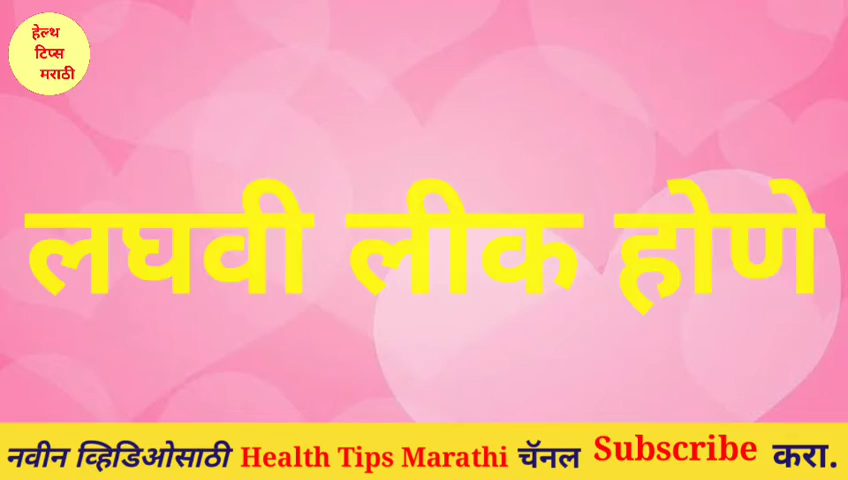 हेल्थ
टिप्स
मराठी
लघवी लीक होणे
नवीन व्हिडिओसाठी Health Tips Marathi चॅनल Subscribe करा.